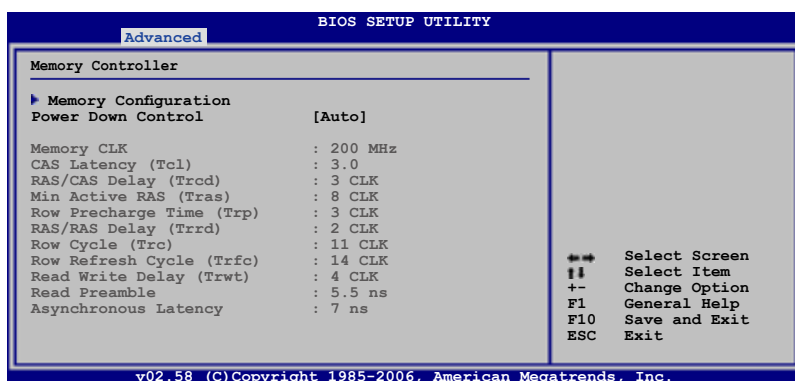 BIOS SETUP UTILITY
Advanced
Memory Controller
Memory Configuration
Power Down Control [Auto]
Memory CLK : 200 MHz
CAS Latency (Tcl) : 3.0
RAS/CAS Delay (Trcd) : 3 CLK
Min Active RAS (Tras) : 8 CLK
Row Precharge Time (Trp) : 3 CLK
RAS/RAS Delay (Trrd) : 2 CLK
Row Cycle (Trc) : 11 CLK
Row Refresh Cycle (Trfc) : 14 CLK
Read Write Delay (Trwt) : 4 CLK
Read Preamble : 5.5 ns
Asynchronous Latency : 7 ns
Select Screen
Select Item
+- Change Option
F1 General Help
F10 Save and Exit
ESC Exit
v02.58 (C)Copyright 1985-2006, American Megatrends, Inc.